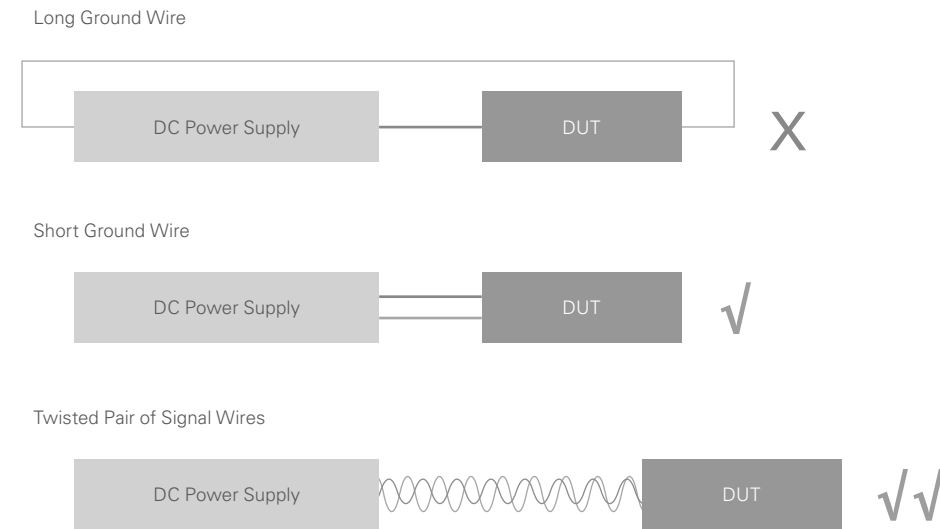 Long Ground Wire
DC Power Supply
DUT
X
Short Ground Wire
DC Power Supply
DUT
√
Twisted Pair of Signal Wires
DC Power Supply
DUT
√√